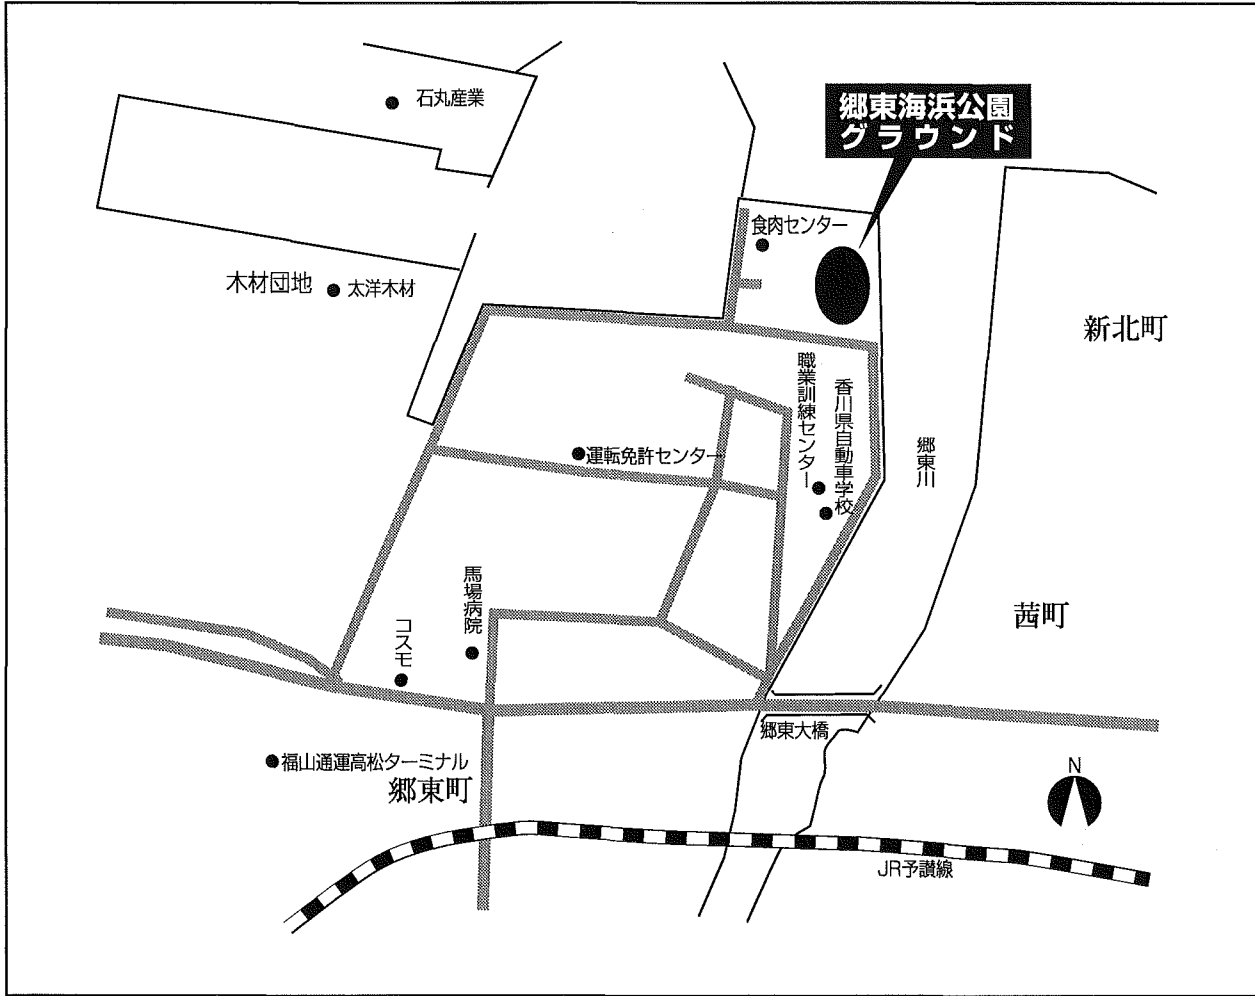 石丸産業
郷東海浜公園
グラウンド
食肉センター
木材団地
太洋木材
新北町
職業訓練センター
香川県自動車学校
郷東川
運転免許センター
馬場病院
コスモ
茜町
郷東大橋
福山通運高松ターミナル
郷東町
N
JR予讃線